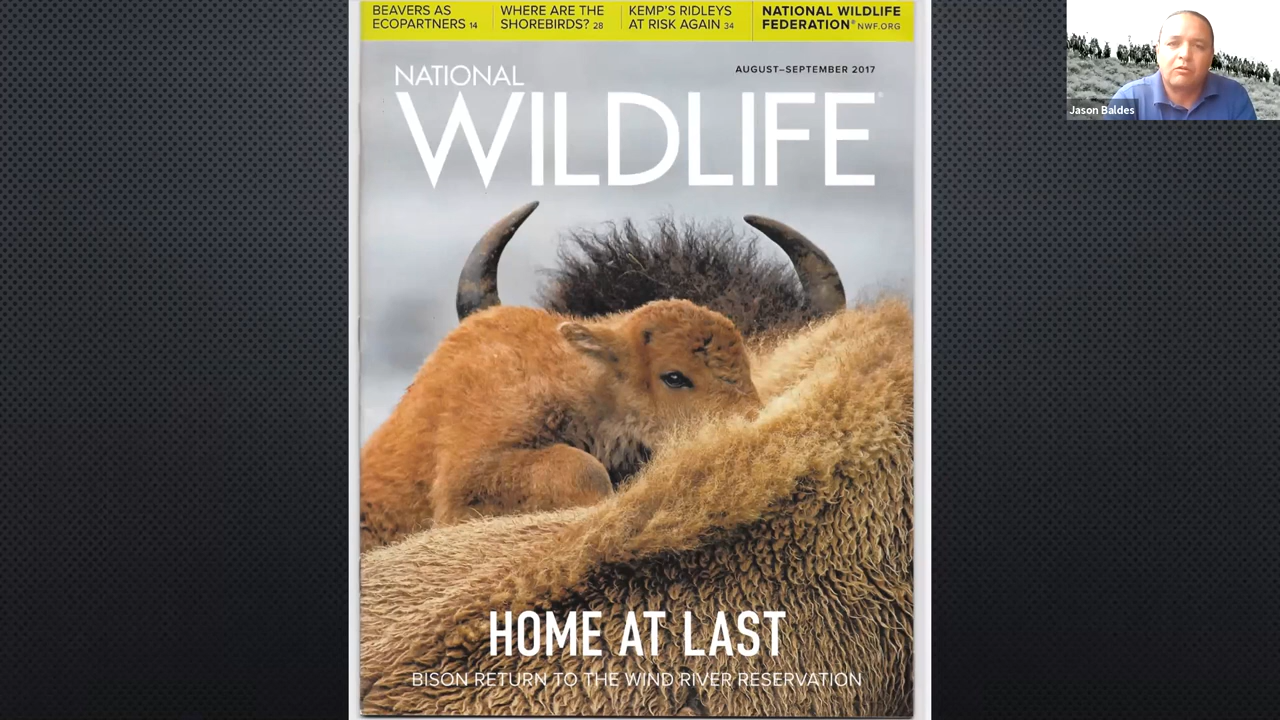 BEAVERS AS
ECOPARTNERS 14
WHERE ARE THE
SHOREBIRDS? 28
KEMP'S RIDLEYS
AT RISK AGAIN 34
NATIONAL WILDLIFE
FEDERATION® NWF.ORG
AUGUST–SEPTEMBER 2017
NATIONAL
WILDLIFE®
HOME AT LAST
BISON RETURN TO THE WIND RIVER RESERVATION
Jason Baldes